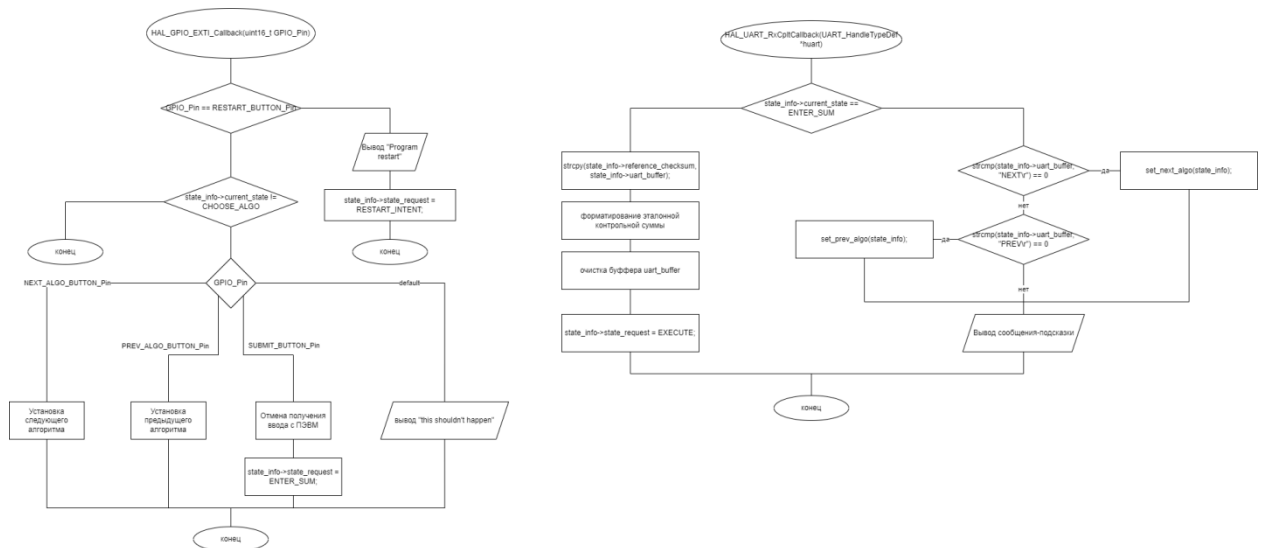 HAL_GPIO_EXTI_Callback(uint16_t GPIO_Pin)
GPIO_Pin == RESTART_BUTTON_Pin
Вывод "Program
restart"
state_info->state_request =
RESTART_INTENT;
конец
state_info->current_state !=
CHOOSE_ALGO
конец
GPIO_Pin
NEXT_ALGO_BUTTON_Pin
default
PREV_ALGO_BUTTON_Pin
SUBMIT_BUTTON_Pin
Установка
следующего
алгоритма
Установка
предыдущего
алгоритма
Отмена получения
ввода с ПЭВМ
вывод "this shouldn't happen"
state_info->state_request =
ENTER_SUM;
конец
HAL_UART_RxCpltCallback(UART_HandleTypeDef
*huart)
state_info->current_state ==
ENTER_SUM
strcpy(state_info->reference_checksum,
state_info->uart_buffer);
форматирование эталонной
контрольной суммы
очистка буффера uart_buffer
state_info->state_request = EXECUTE;
strcmp(state_info->uart_buffer,
"NEXT\r") == 0
да
set_next_algo(state_info);
нет
strcmp(state_info->uart_buffer,
"PREV\r") == 0
да
set_prev_algo(state_info);
нет
Вывод сообщения-подсказки
конец